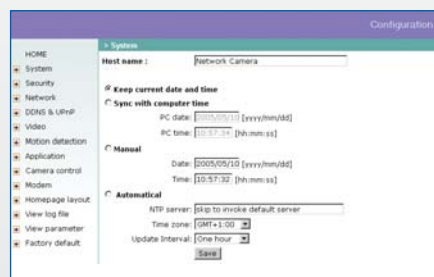 Configuration
HOME
System
Security
Network
DDNS & UPnP
Video
Motion detection
Application
Camera control
Modem
Homepage layout
View log file
View parameter
Factory default
> System
Host name : Network Camera
Keep current date and time
Sync with computer time
PC date: 2005/05/10 [yyyy/mm/dd]
PC time: 10:57:34 [hh:mm:ss]
Manual
Date: 2005/05/10 [yyyy/mm/dd]
Time: 10:57:32 [hh:mm:ss]
Automatical
NTP server: skip to invoke default server
Time zone: GMT+1:00
Update Interval: One hour
Save